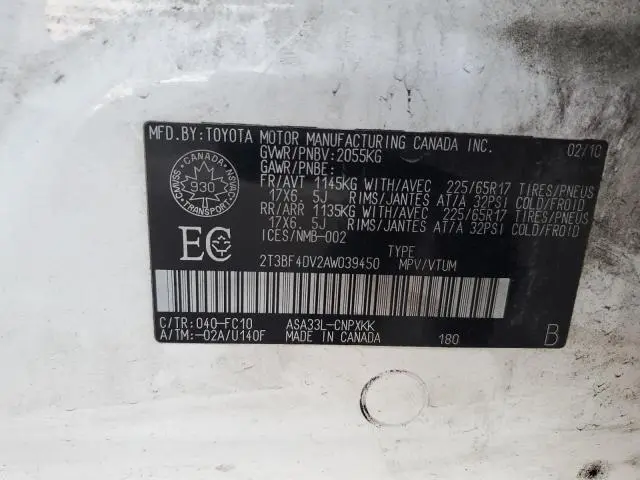 MFD.BY:TOYOTA MOTOR MANUFACTURING CANADA INC. 02/10
GVWR/PNBV:2055KG
GAWR/PNBE:
FR/AVT 1145KG WITH/AVEC 225/65R17 TIRES/PNEUS
17X6.5J RIMS/JANTES AT/A 32PSI COLD/FROID
RR/ARR 1135KG WITH/AVEC 225/65R17 TIRES/PNEUS
17X6.5J RIMS/JANTES AT/A 32PSI COLD/FROID
ICES/NMB-002
CANADA
CMVSS NSVAC
930
TRANSPORT
EC
TYPE
2T3BF4DV2AW039450 MPV/VTUM
C/TR:040-FC10 ASA33L-CNPXKK
A/TM:-02A/U140F MADE IN CANADA 180 B